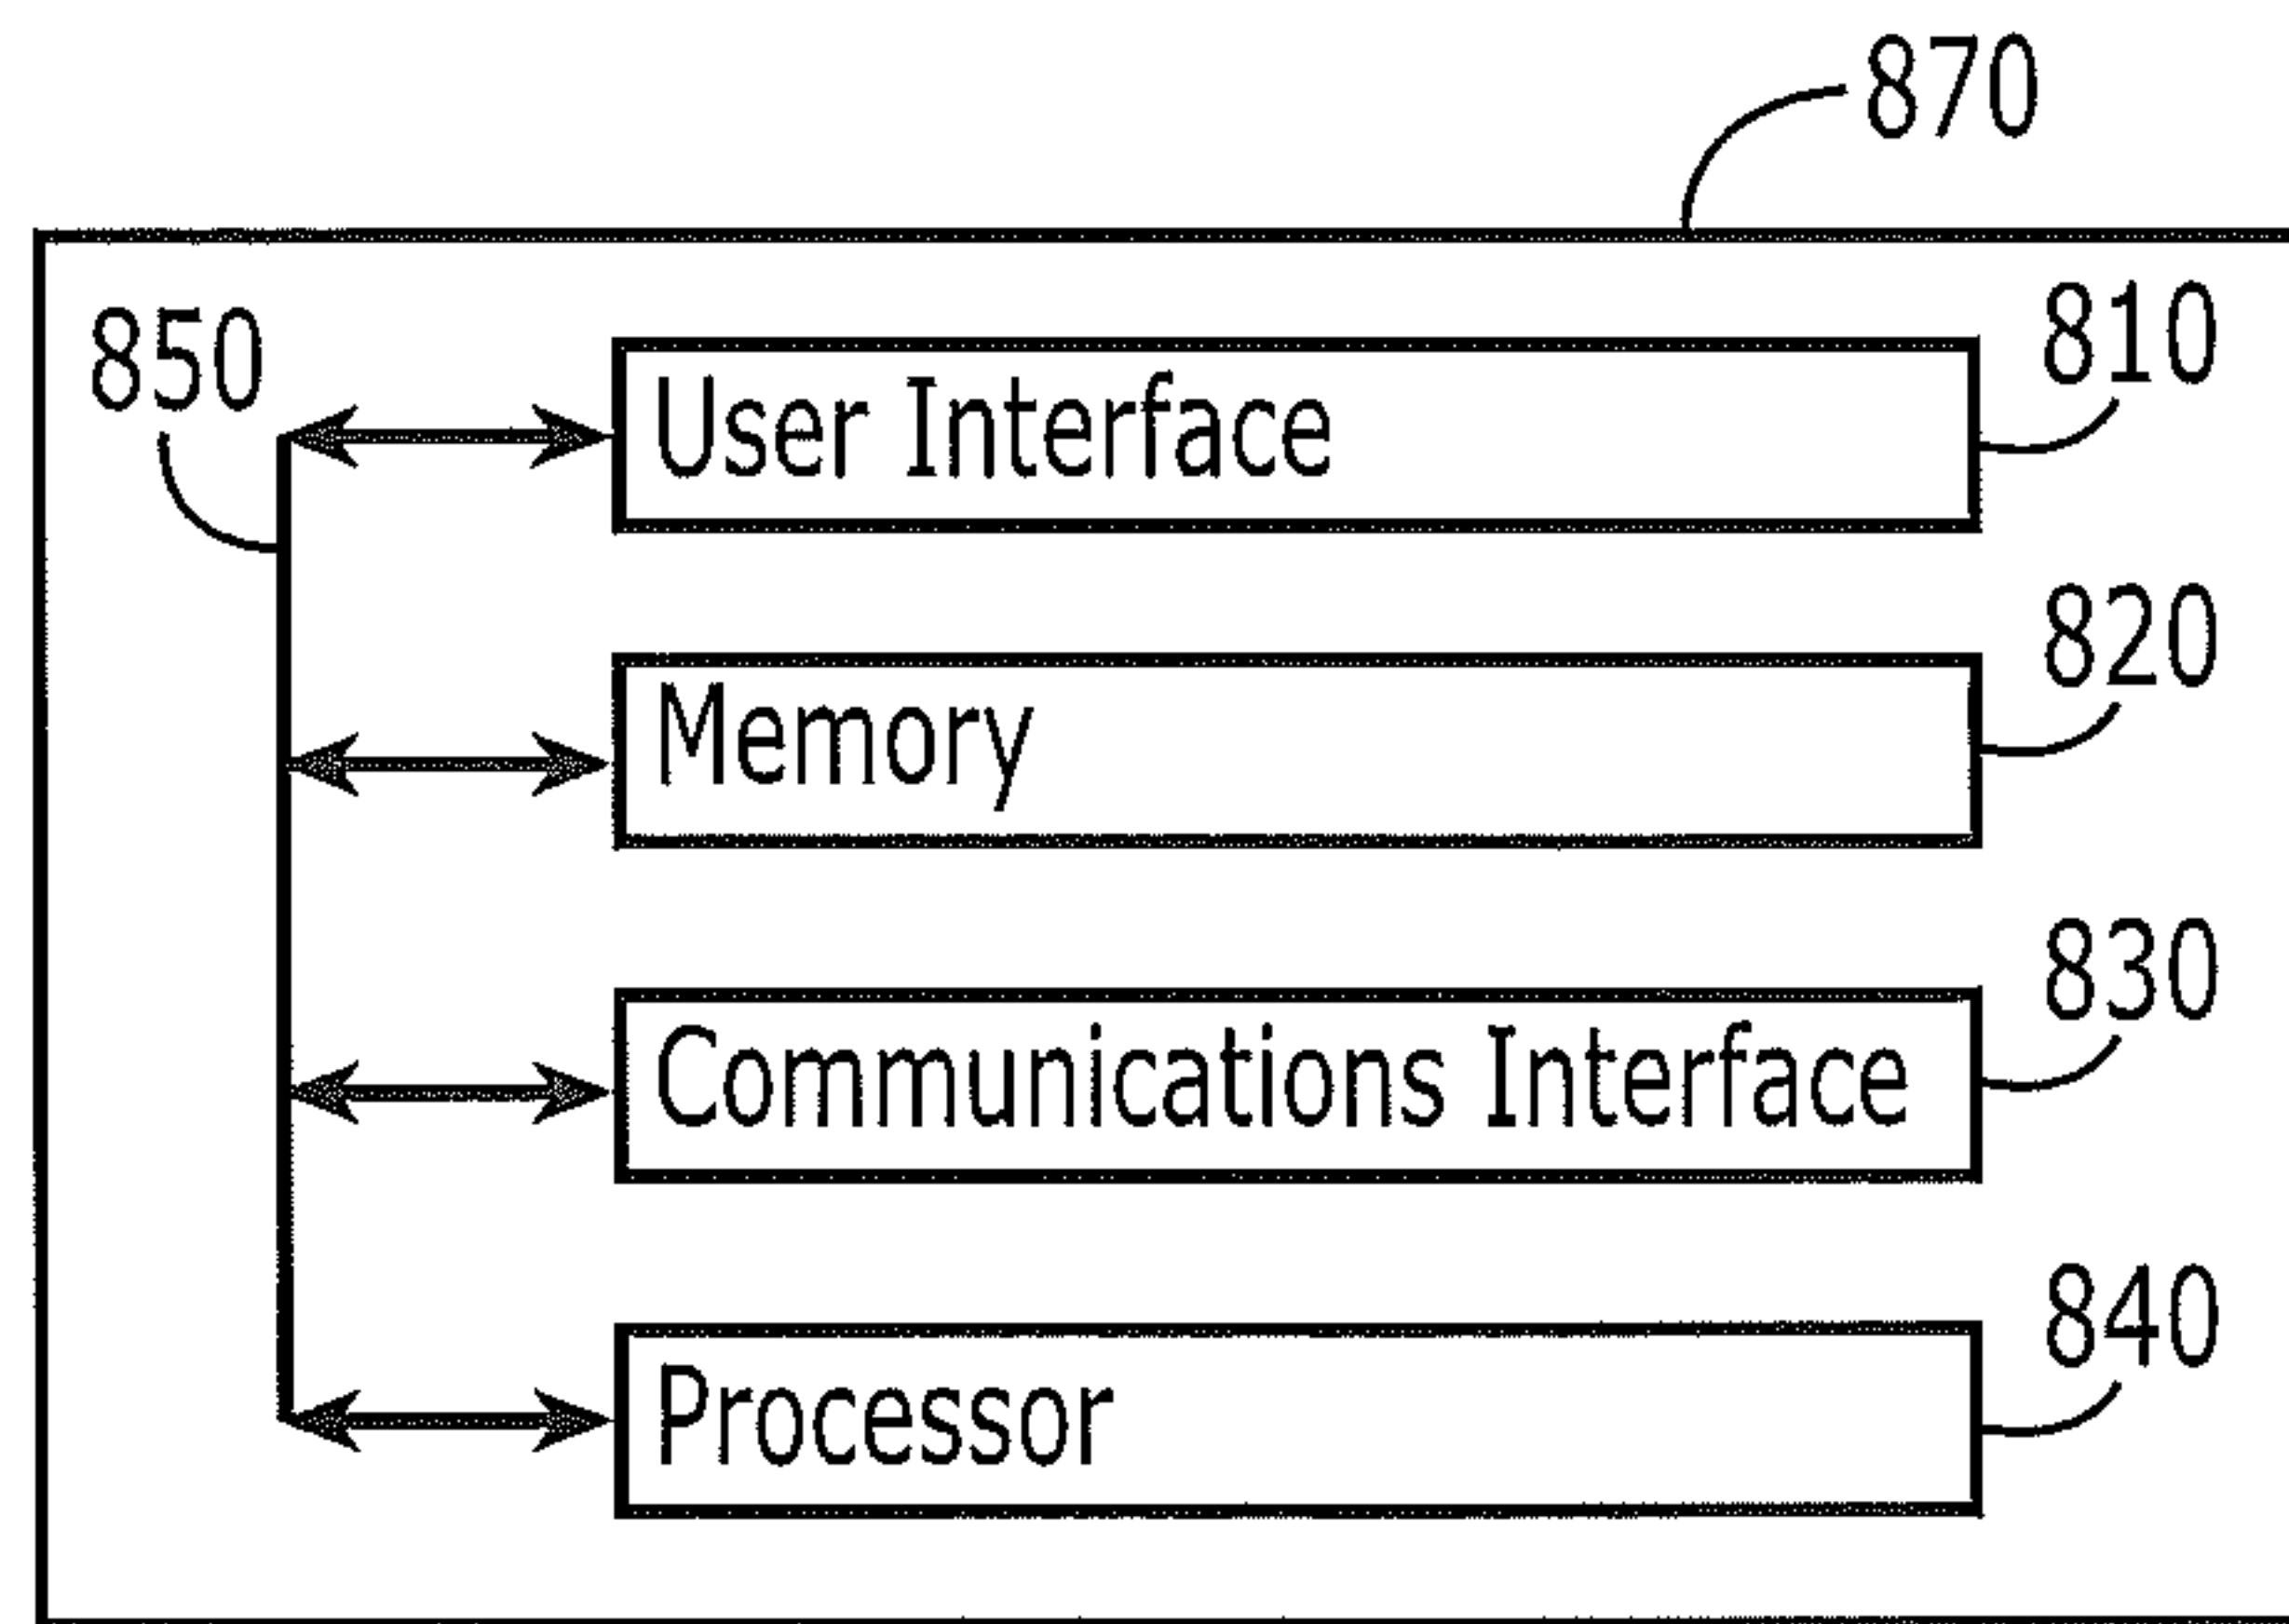 870
850
810
User Interface
820
Memory
830
Communications Interface
840
Processor